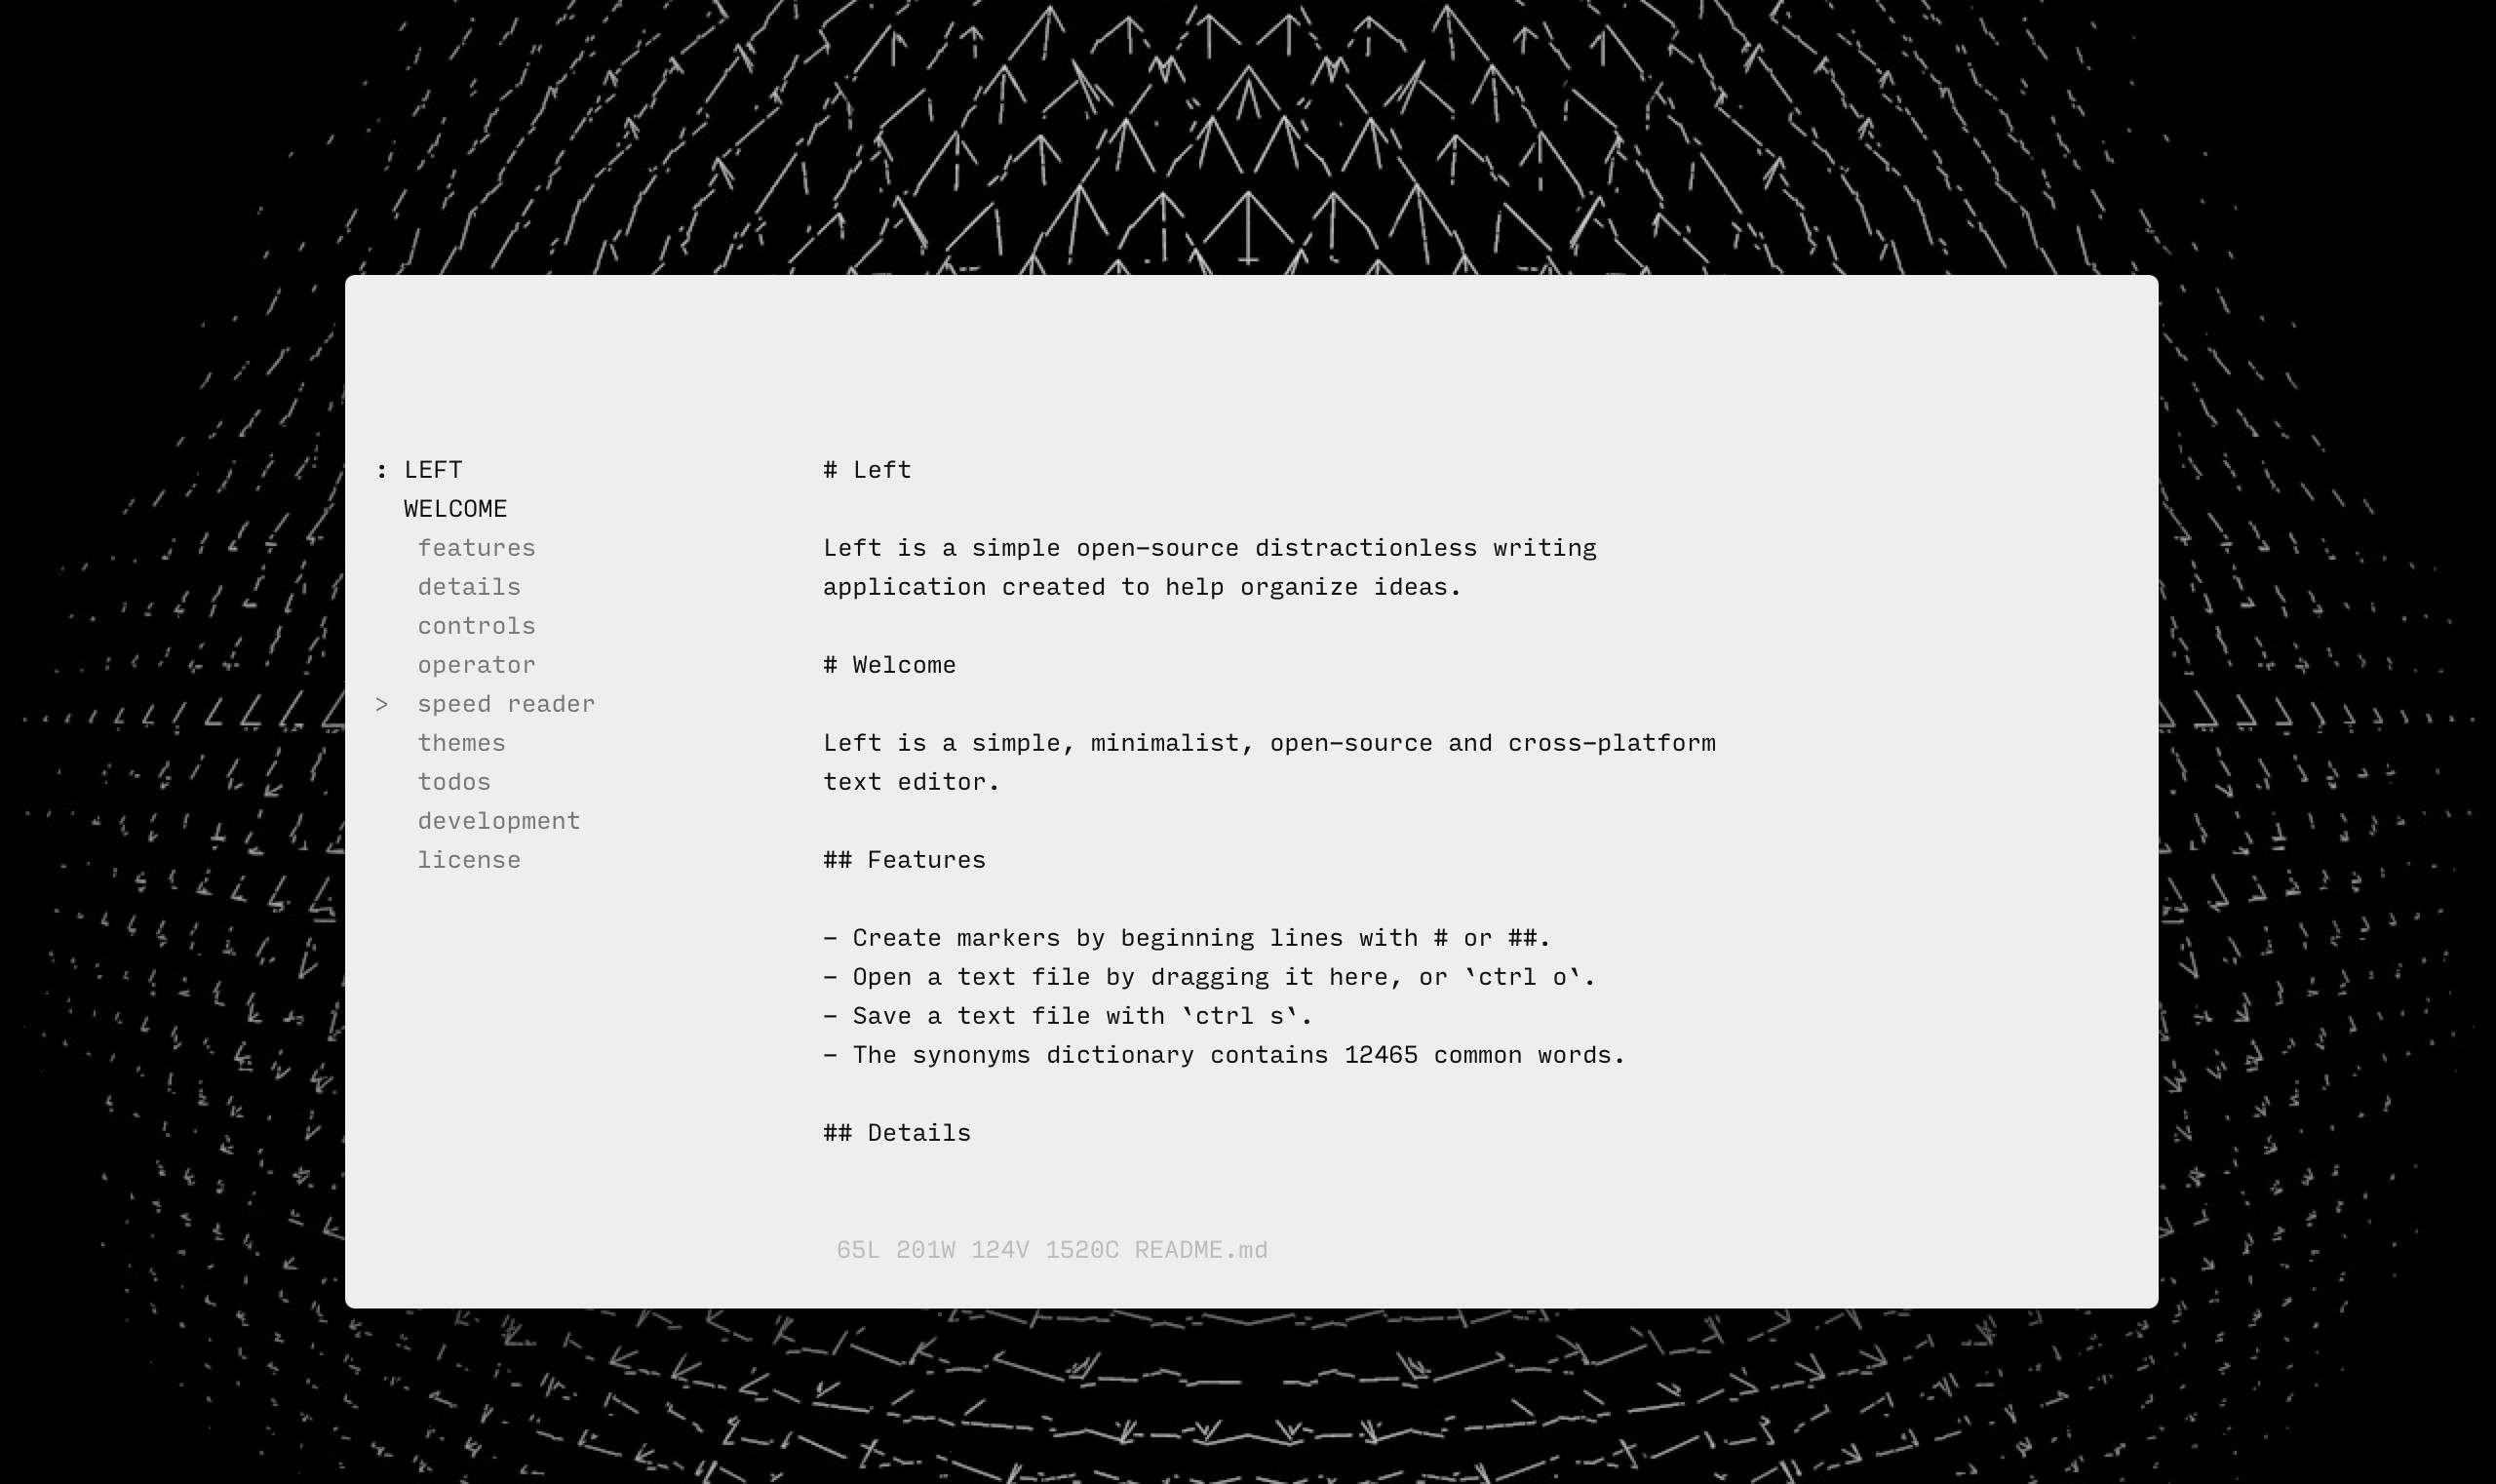 : LEFT
WELCOME
features
details
controls
operator
> speed reader
themes
todos
development
license
# Left
Left is a simple open-source distractionless writing
application created to help organize ideas.
# Welcome
Left is a simple, minimalist, open-source and cross-platform
text editor.
## Features
- Create markers by beginning lines with # or ##.
- Open a text file by dragging it here, or `ctrl o`.
- Save a text file with `ctrl s`.
- The synonyms dictionary contains 12465 common words.
## Details
65L 201W 124V 1520C README.md